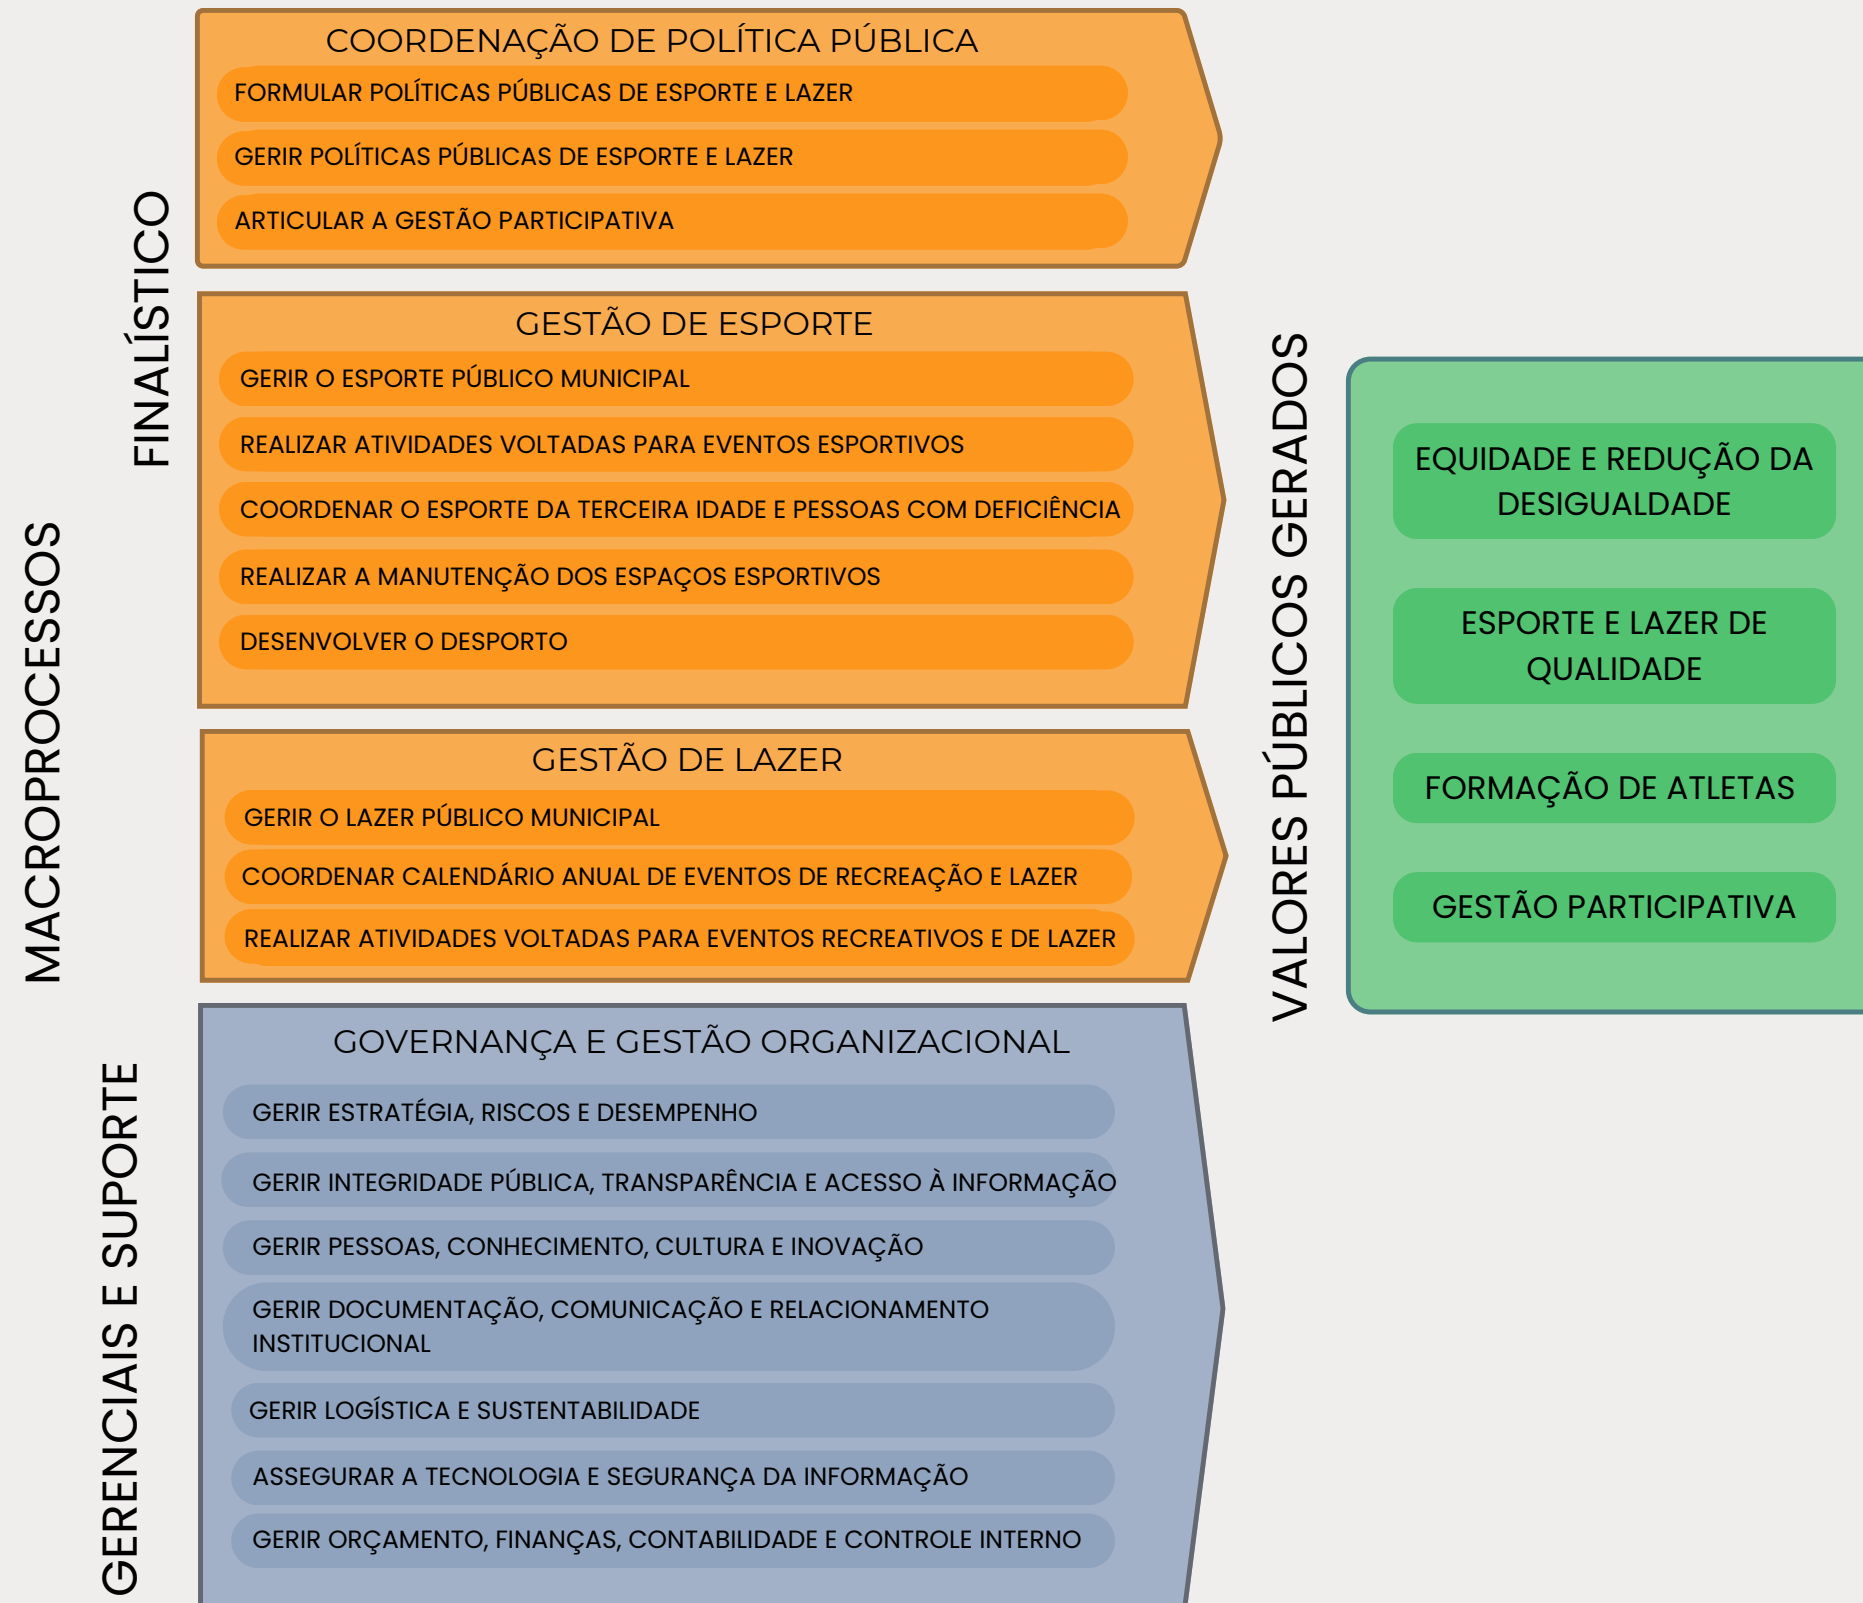 MACROPROCESSOS
FINALÍSTICO
COORDENAÇÃO DE POLÍTICA PÚBLICA
FORMULAR POLÍTICAS PÚBLICAS DE ESPORTE E LAZER
GERIR POLÍTICAS PÚBLICAS DE ESPORTE E LAZER
ARTICULAR A GESTÃO PARTICIPATIVA
GESTÃO DE ESPORTE
GERIR O ESPORTE PÚBLICO MUNICIPAL
REALIZAR ATIVIDADES VOLTADAS PARA EVENTOS ESPORTIVOS
COORDENAR O ESPORTE DA TERCEIRA IDADE E PESSOAS COM DEFICIÊNCIA
REALIZAR A MANUTENÇÃO DOS ESPAÇOS ESPORTIVOS
DESENVOLVER O DESPORTO
GESTÃO DE LAZER
GERIR O LAZER PÚBLICO MUNICIPAL
COORDENAR CALENDÁRIO ANUAL DE EVENTOS DE RECREAÇÃO E LAZER
REALIZAR ATIVIDADES VOLTADAS PARA EVENTOS RECREATIVOS E DE LAZER
GERENCIAIS E SUPORTE
GOVERNANÇA E GESTÃO ORGANIZACIONAL
GERIR ESTRATÉGIA, RISCOS E DESEMPENHO
GERIR INTEGRIDADE PÚBLICA, TRANSPARÊNCIA E ACESSO À INFORMAÇÃO
GERIR PESSOAS, CONHECIMENTO, CULTURA E INOVAÇÃO
GERIR DOCUMENTAÇÃO, COMUNICAÇÃO E RELACIONAMENTO
INSTITUCIONAL
GERIR LOGÍSTICA E SUSTENTABILIDADE
ASSEGURAR A TECNOLOGIA E SEGURANÇA DA INFORMAÇÃO
GERIR ORÇAMENTO, FINANÇAS, CONTABILIDADE E CONTROLE INTERNO
VALORES PÚBLICOS GERADOS
EQUIDADE E REDUÇÃO DA
DESIGUALDADE
ESPORTE E LAZER DE
QUALIDADE
FORMAÇÃO DE ATLETAS
GESTÃO PARTICIPATIVA